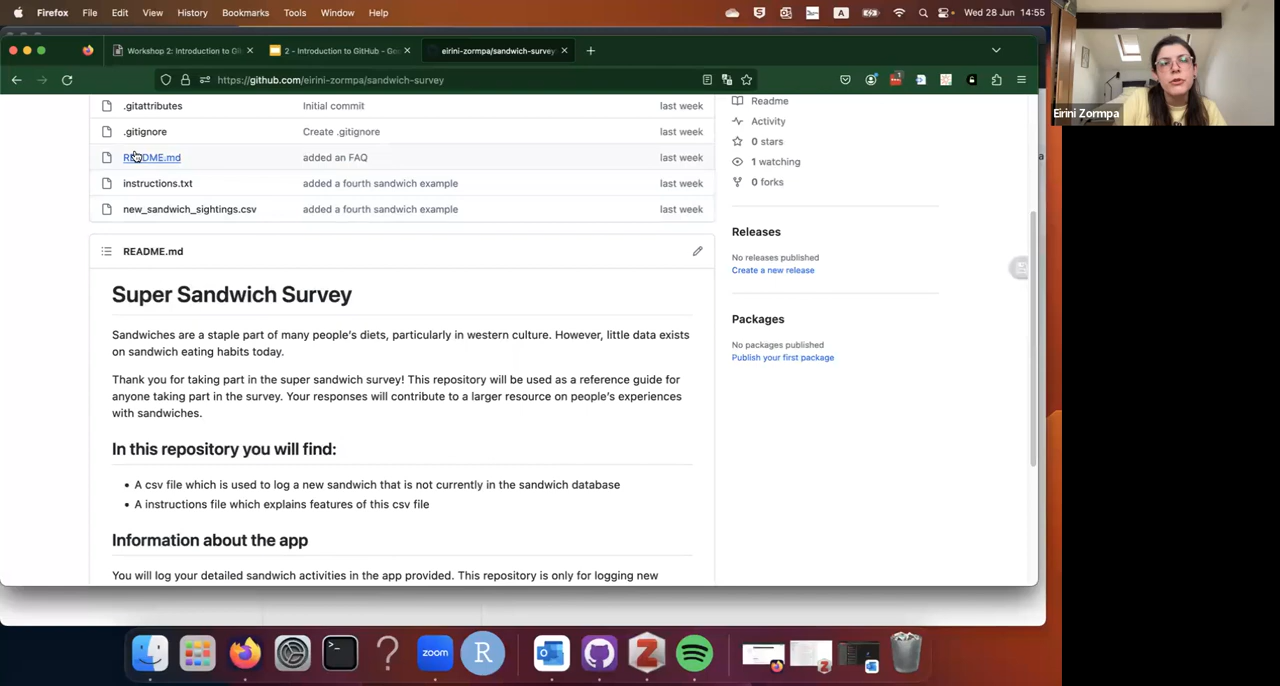 Firefox File Edit View History Bookmarks Tools Window Help
A
Wed 28 Jun 14:55
Workshop 2: Introduction to Gi
2 - Introduction to GitHub - Go
eirini-zormpa/sandwich-survey
https://github.com/eirini-zormpa/sandwich-survey
Eirini Zormpa
.gitattributes Initial commit last week
.gitignore Create .gitignore last week
README.md added an FAQ last week
instructions.txt added a fourth sandwich example last week
new_sandwich_sightings.csv added a fourth sandwich example last week
README.md
Super Sandwich Survey
Sandwiches are a staple part of many people's diets, particularly in western culture. However, little data exists
on sandwich eating habits today.
Thank you for taking part in the super sandwich survey! This repository will be used as a reference guide for
anyone taking part in the survey. Your responses will contribute to a larger resource on people's experiences
with sandwiches.
In this repository you will find:
A csv file which is used to log a new sandwich that is not currently in the sandwich database
A instructions file which explains features of this csv file
Information about the app
You will log your detailed sandwich activities in the app provided. This repository is only for logging new
Readme
Activity
0 stars
1 watching
0 forks
Releases
No releases published
Create a new release
Packages
No packages published
Publish your first package
zoom
R
Z